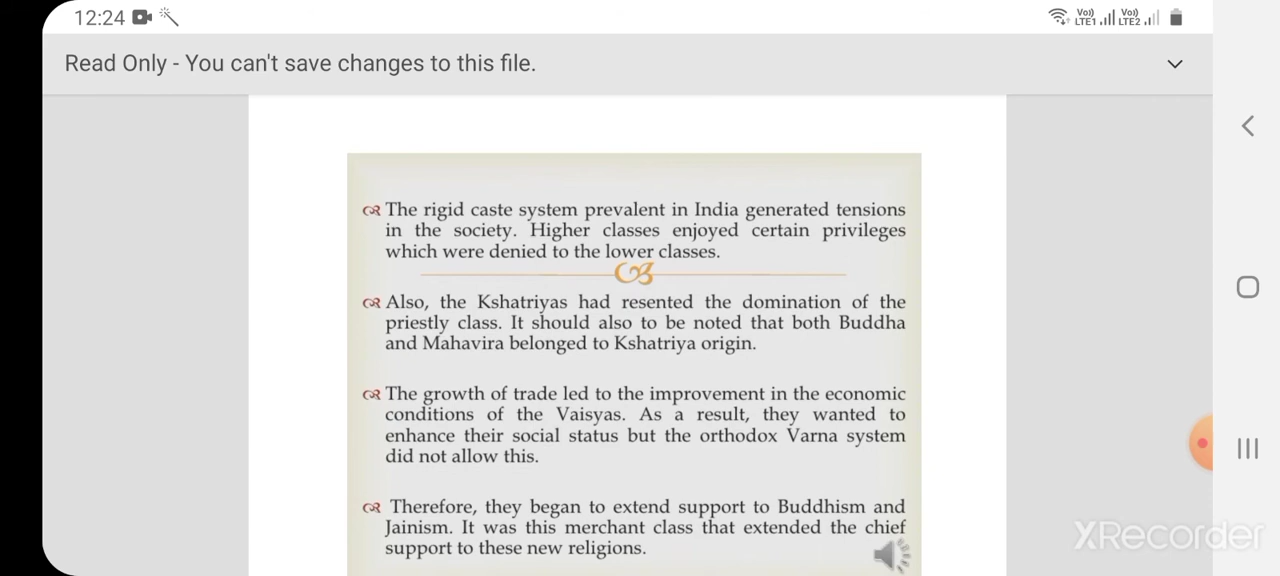 12:24
Vo)) LTE1 Vo)) LTE2
Read Only - You can't save changes to this file.
The rigid caste system prevalent in India generated tensions
in the society. Higher classes enjoyed certain privileges
which were denied to the lower classes.
Also, the Kshatriyas had resented the domination of the
priestly class. It should also to be noted that both Buddha
and Mahavira belonged to Kshatriya origin.
The growth of trade led to the improvement in the economic
conditions of the Vaisyas. As a result, they wanted to
enhance their social status but the orthodox Varna system
did not allow this.
Therefore, they began to extend support to Buddhism and
Jainism. It was this merchant class that extended the chief
support to these new religions.
XRecorder